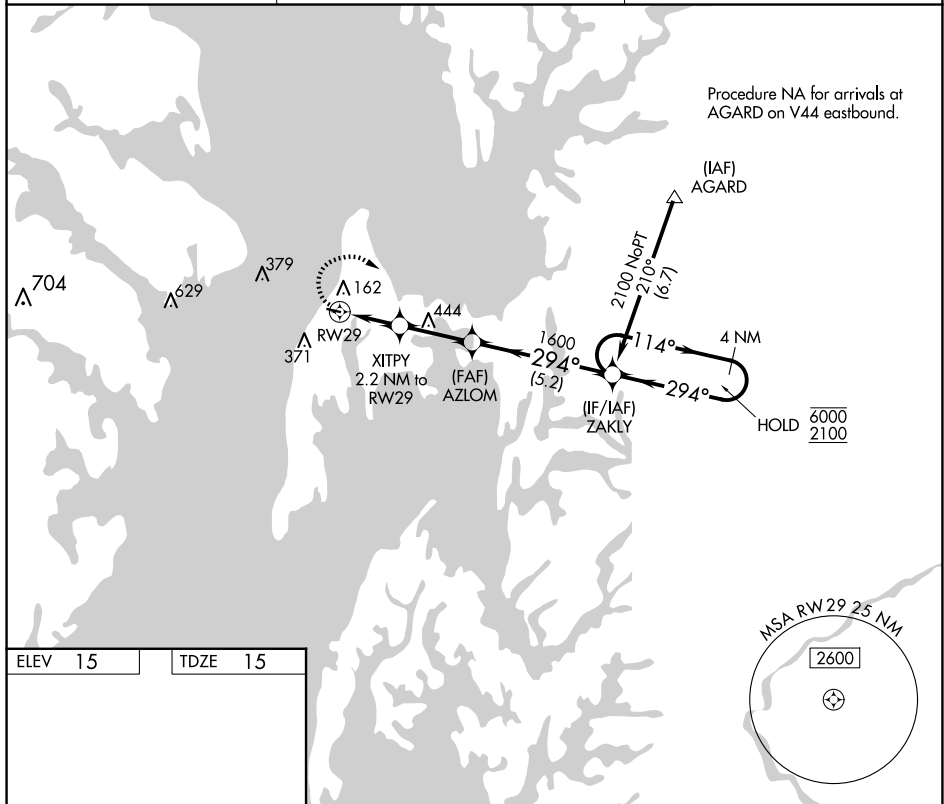 Procedure NA for arrivals at
AGARD on V44 eastbound.
(IAF)
AGARD
2100 NoPT
210°
(6.7)
704
629
379
162
444
371
RW29
XITPY
2.2 NM to
RW29
(FAF)
AZLOM
1600
294°
(5.2)
(IF/IAF)
ZAKLY
114°
4 NM
294°
HOLD
6000
2100
MSA RW29 25 NM
2600
ELEV 15
TDZE 15